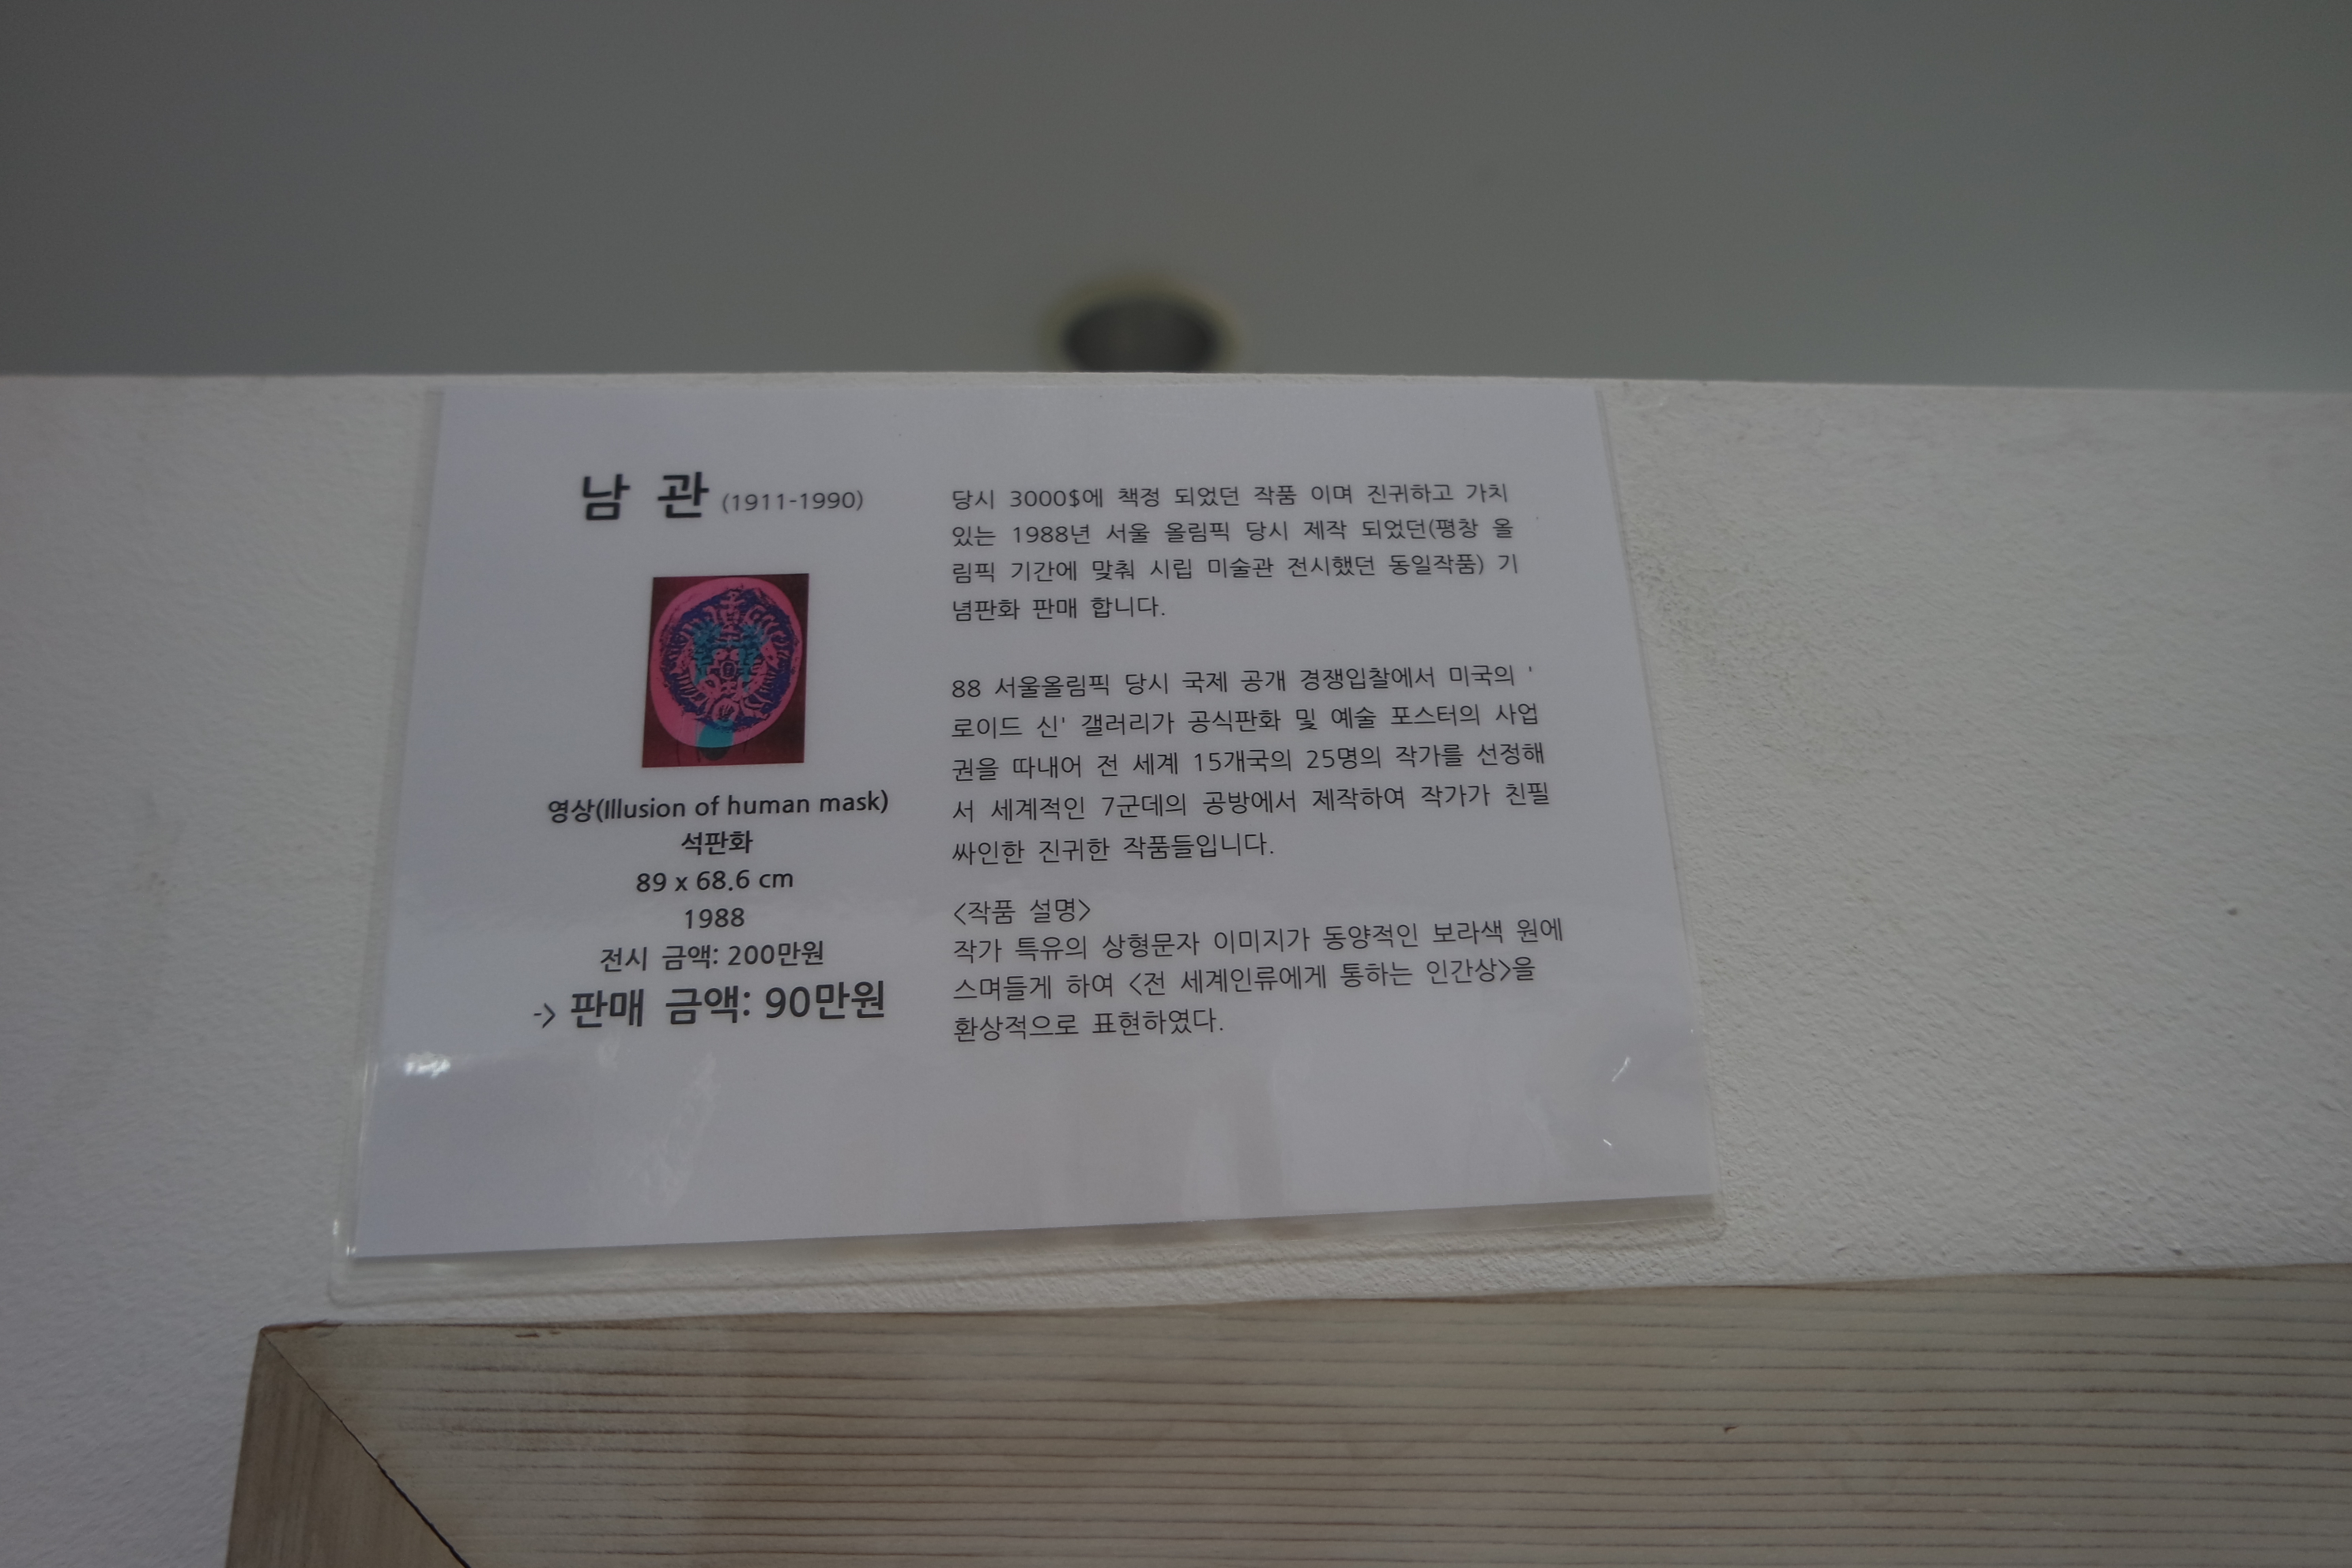 남 관 (1911-1990)
영상(Illusion of human mask)
석판화
89 x 68.6 cm
1988
전시 금액: 200만원
-> 판매 금액: 90만원
당시 3000$에 책정 되었던 작품 이며 진귀하고 가치
있는 1988년 서울 올림픽 당시 제작 되었던(평창 올
림픽 기간에 맞춰 시립 미술관 전시했던 동일작품) 기
념판화 판매 합니다.
88 서울올림픽 당시 국제 공개 경쟁입찰에서 미국의 '
로이드 신' 갤러리가 공식판화 및 예술 포스터의 사업
권을 따내어 전 세계 15개국의 25명의 작가를 선정해
서 세계적인 7군데의 공방에서 제작하여 작가가 친필
싸인한 진귀한 작품들입니다.
<작품 설명>
작가 특유의 상형문자 이미지가 동양적인 보라색 원에
스며들게 하여 <전 세계인류에게 통하는 인간상>을
환상적으로 표현하였다.